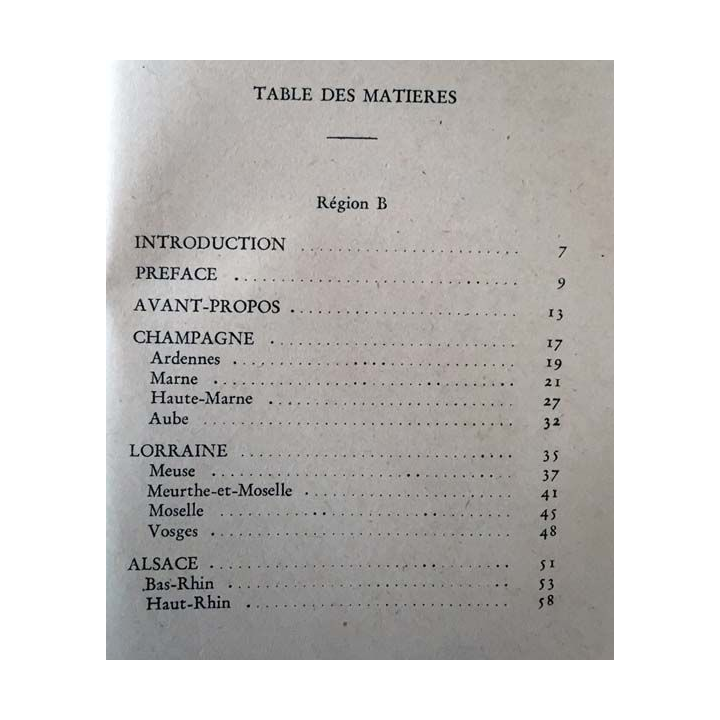 TABLE DES MATIERES
Région B
INTRODUCTION ........................ 7
PREFACE ........................ 9
AVANT-PROPOS ........................ 13
CHAMPAGNE ........................ 17
Ardennes ........................ 19
Marne ........................ 21
Haute-Marne ........................ 27
Aube ........................ 32
LORRAINE ........................ 35
Meuse ........................ 37
Meurthe-et-Moselle ........................ 41
Moselle ........................ 45
Vosges ........................ 48
ALSACE ........................ 51
Bas-Rhin ........................ 53
Haut-Rhin ........................ 58